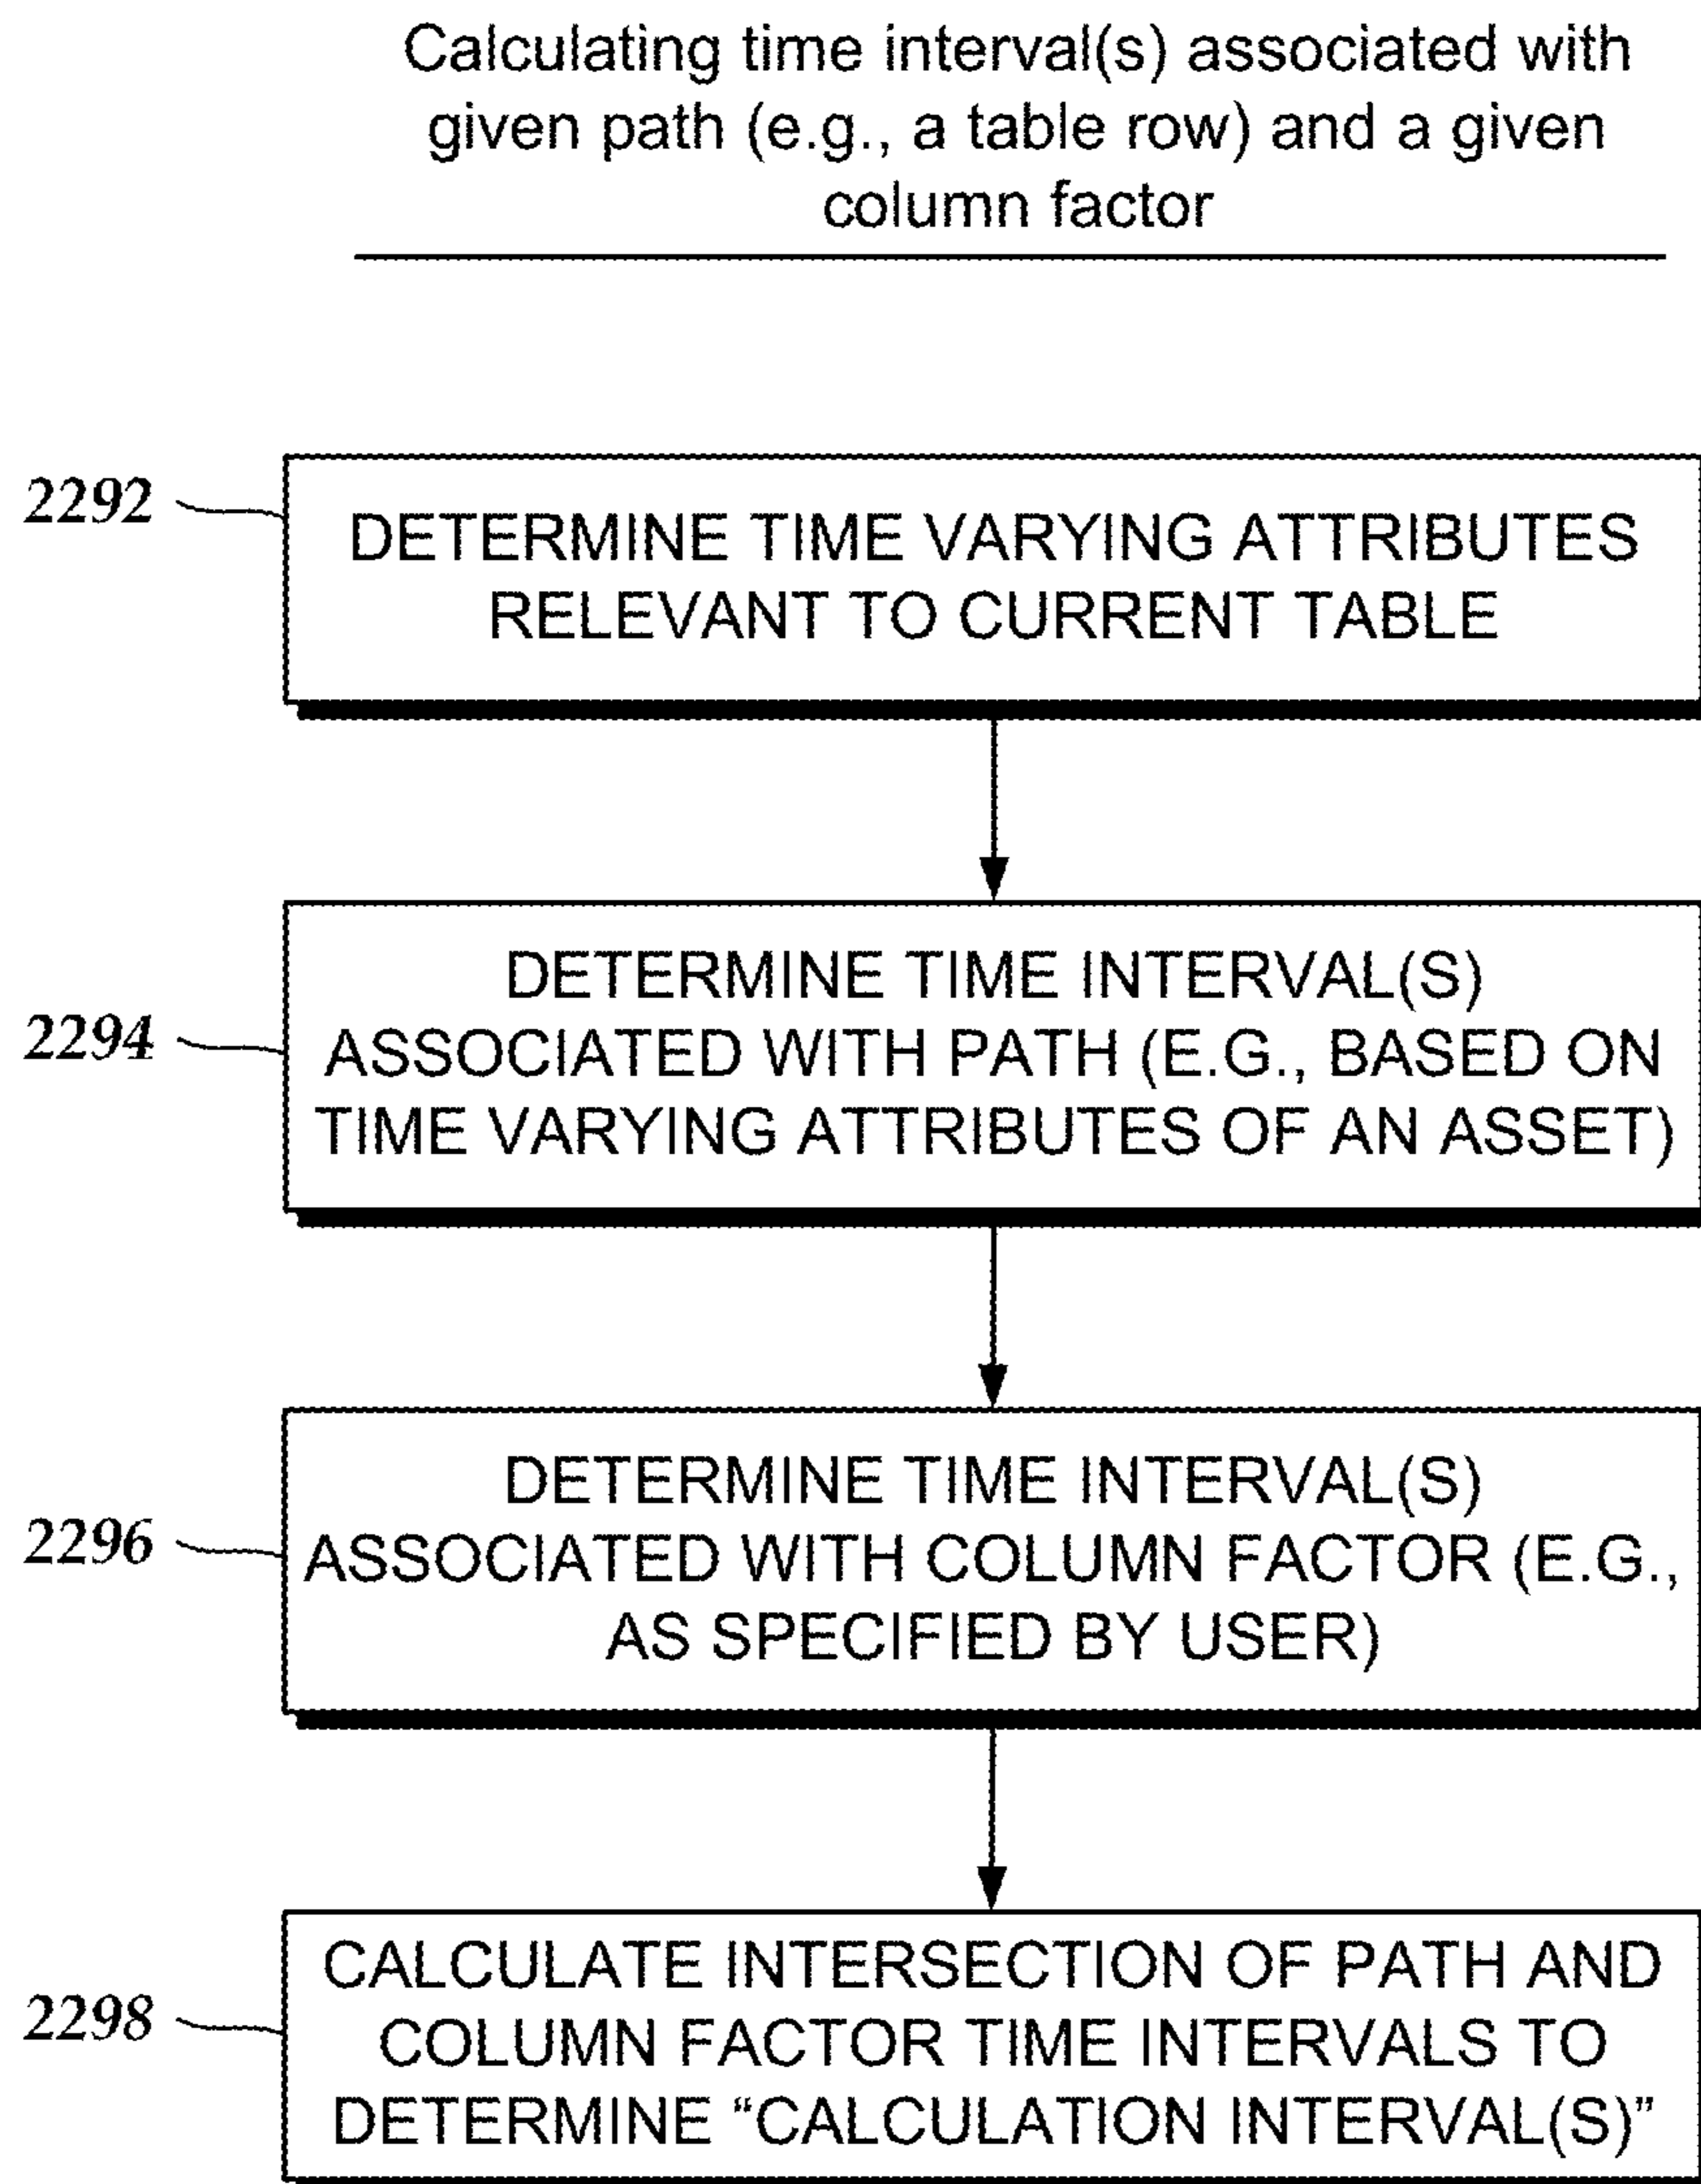 Calculating time interval(s) associated with
given path (e.g., a table row) and a given
column factor
2292
DETERMINE TIME VARYING ATTRIBUTES
RELEVANT TO CURRENT TABLE
2294
DETERMINE TIME INTERVAL(S)
ASSOCIATED WITH PATH (E.G., BASED ON
TIME VARYING ATTRIBUTES OF AN ASSET)
2296
DETERMINE TIME INTERVAL(S)
ASSOCIATED WITH COLUMN FACTOR (E.G.,
AS SPECIFIED BY USER)
2298
CALCULATE INTERSECTION OF PATH AND
COLUMN FACTOR TIME INTERVALS TO
DETERMINE “CALCULATION INTERVAL(S)”